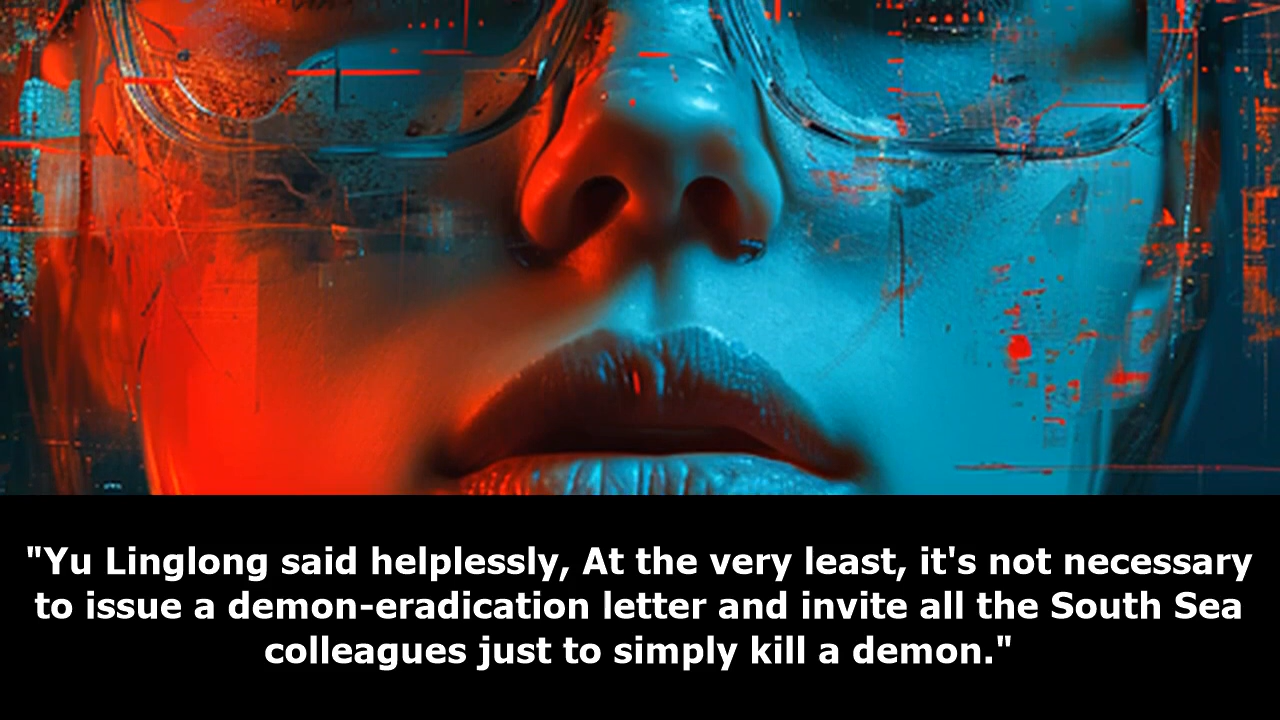 "Yu Linglong said helplessly, At the very least, it's not necessary
to issue a demon-eradication letter and invite all the South Sea
colleagues just to simply kill a demon."